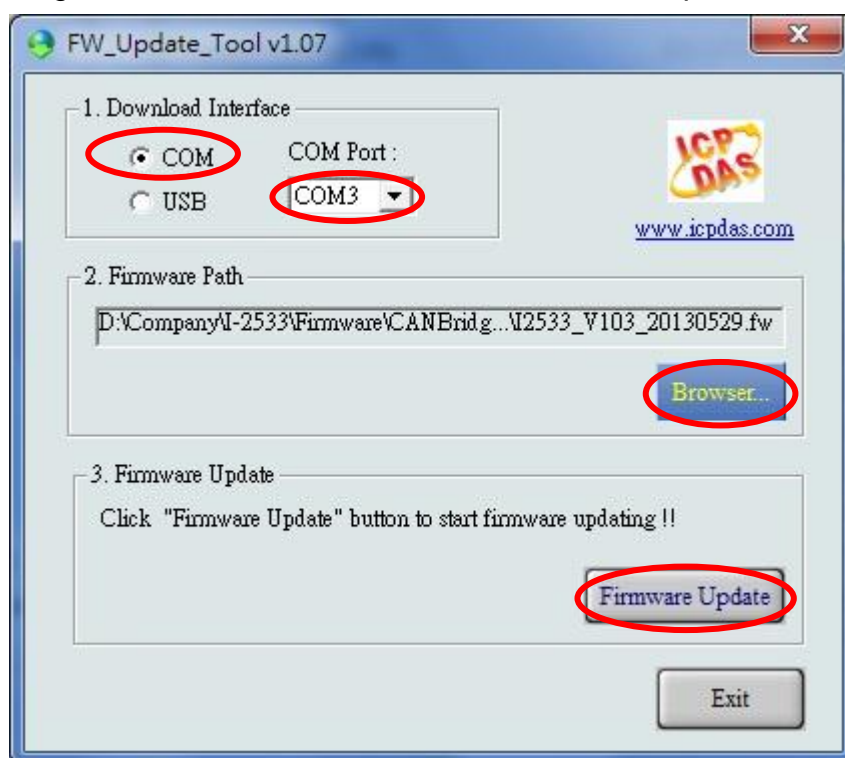 FW_Update_Tool v1.07
1. Download Interface
COM
COM Port :
USB
COM3
ICP
DAS
www.icpdas.com
2. Firmware Path
D:\Company\I-2533\Firmware\CANBridg...\I2533_V103_20130529.fw
Browser...
3. Firmware Update
Click "Firmware Update" button to start firmware updating !!
Firmware Update
Exit